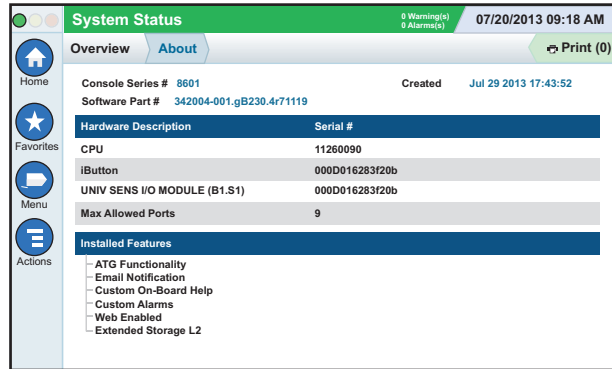 System Status
0 Warning(s)
0 Alarms(s)
07/20/2013 09:18 AM
Overview About Print (0)
Home
Favorites
Menu
Actions
Console Series # 8601 Created Jul 29 2013 17:43:52
Software Part # 342004-001.gB230.4r71119
Hardware Description Serial #
CPU 11260090
iButton 000D016283f20b
UNIV SENS I/O MODULE (B1.S1) 000D016283f20b
Max Allowed Ports 9
Installed Features
ATG Functionality
Email Notification
Custom On-Board Help
Custom Alarms
Web Enabled
Extended Storage L2